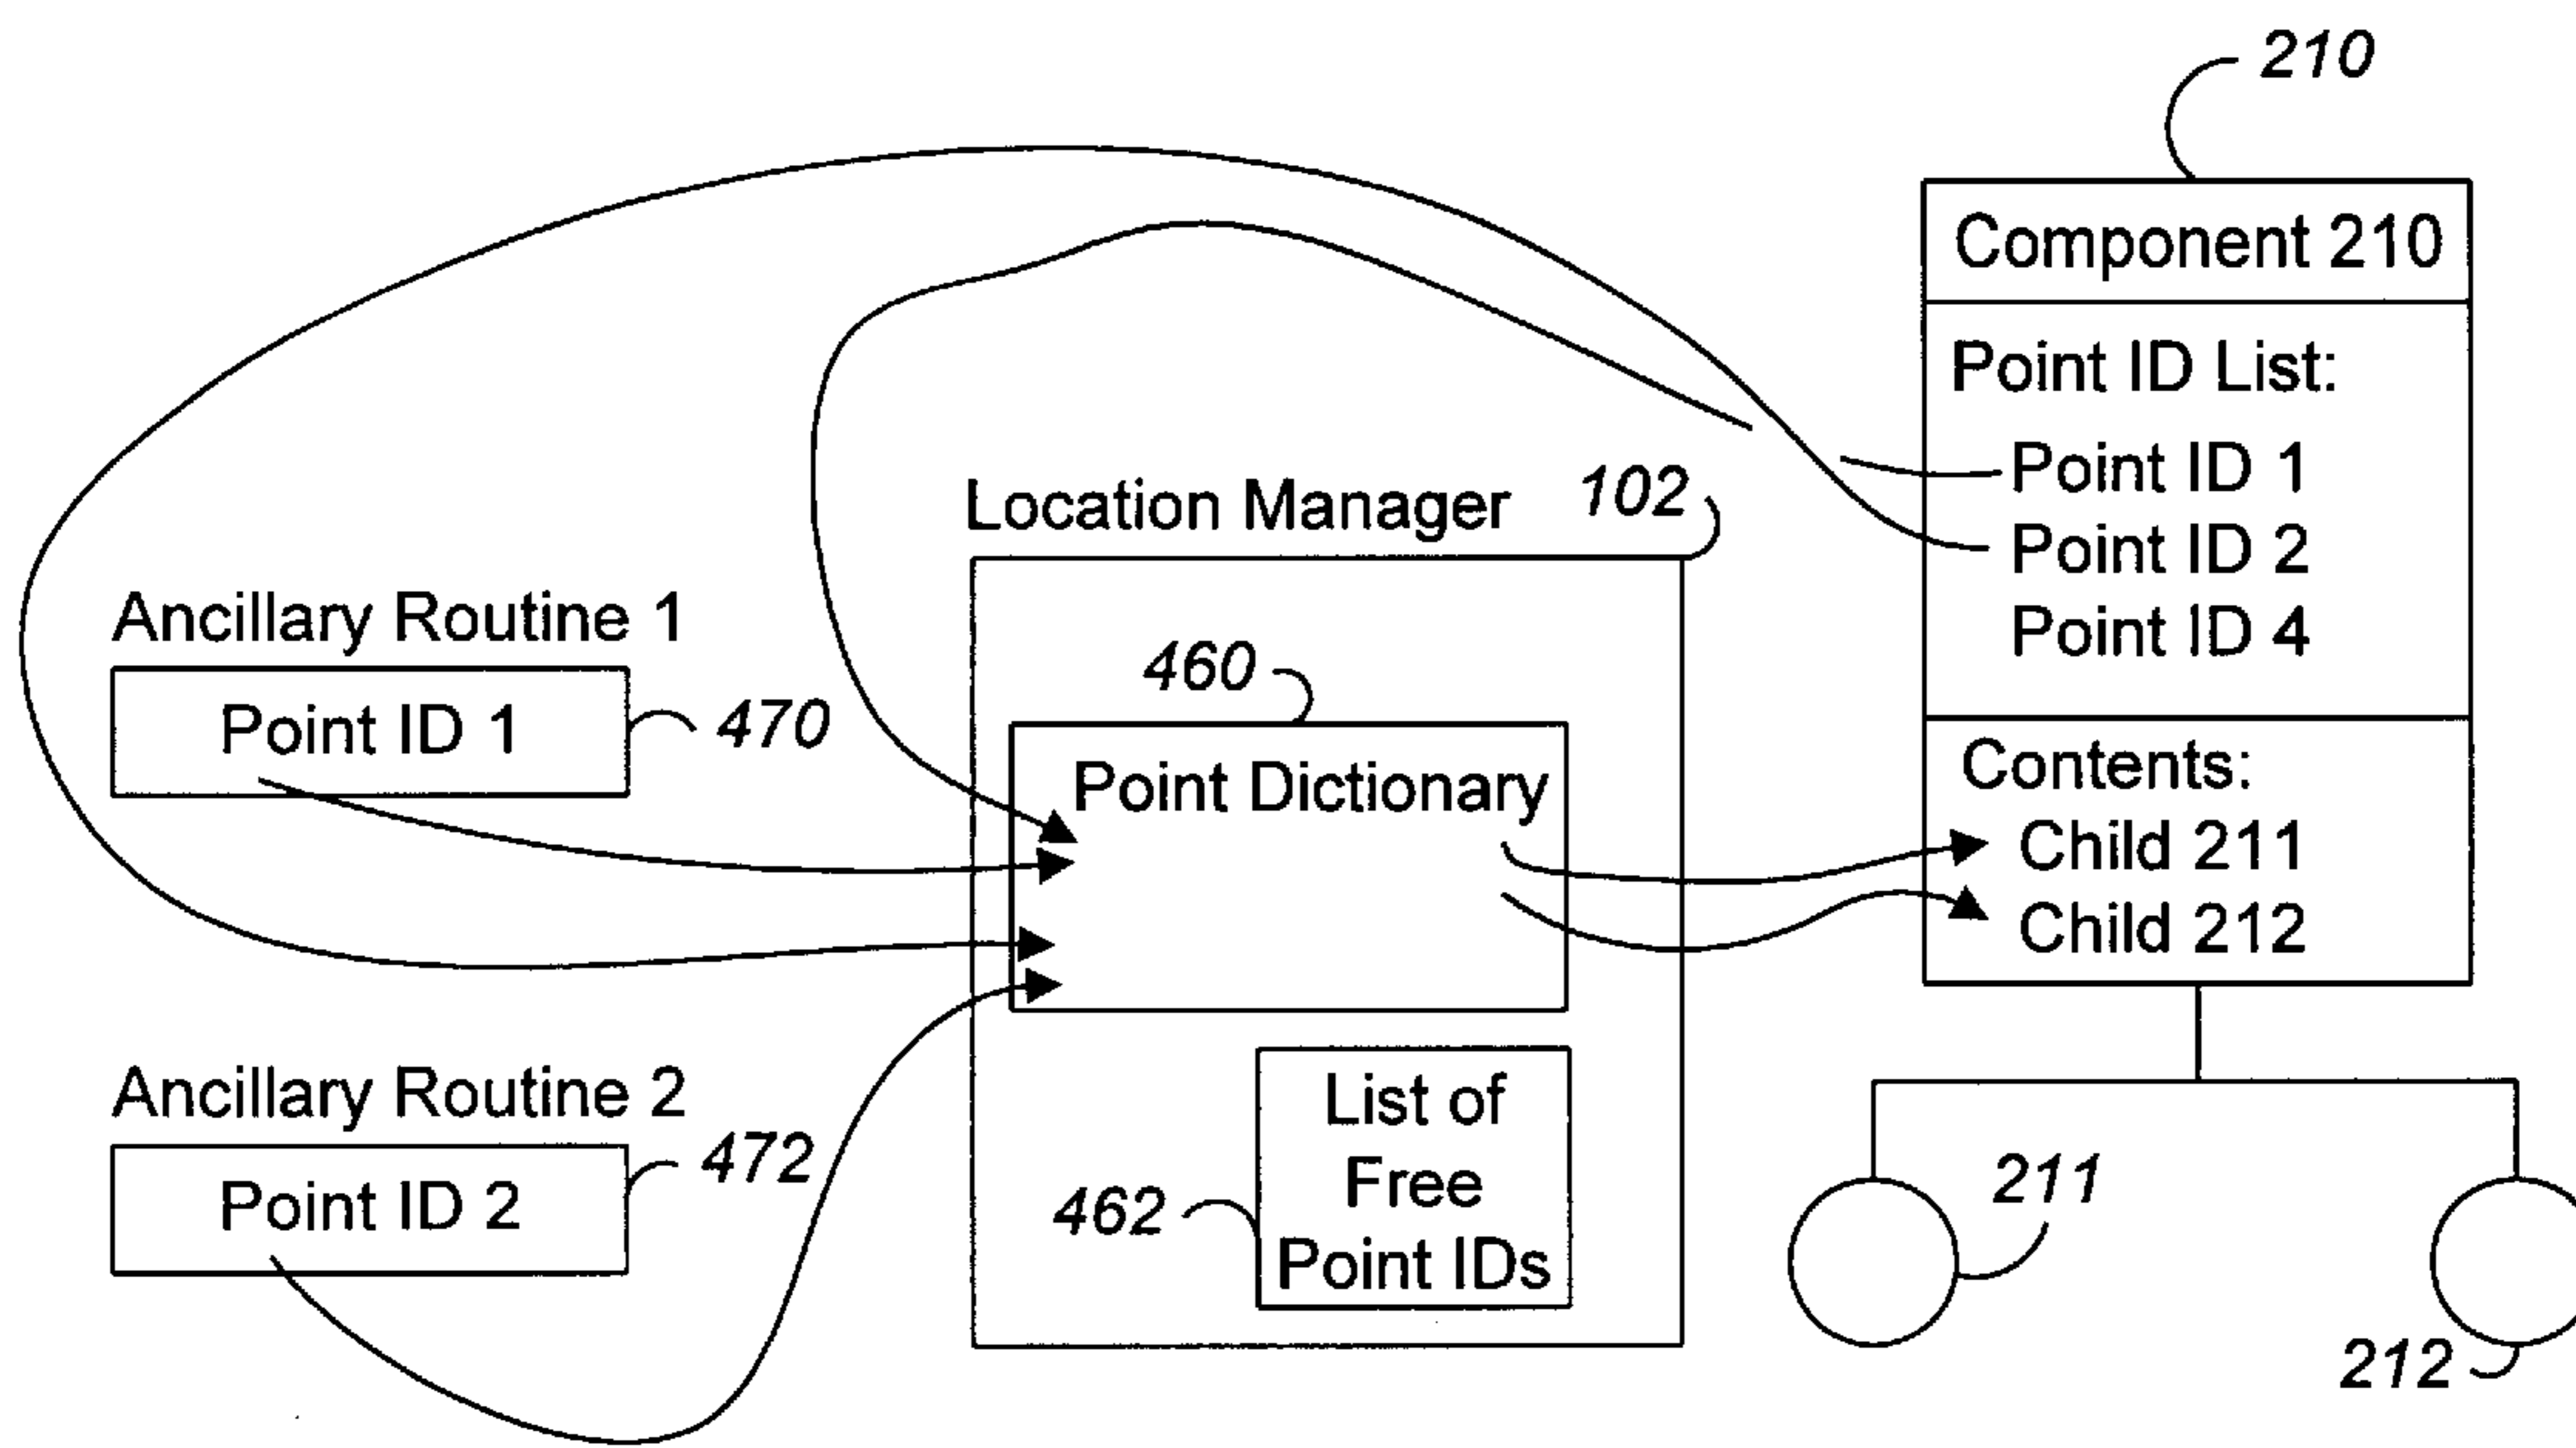 210
Component 210
Point ID List:
Point ID 1
Point ID 2
Point ID 4
Contents:
Child 211
Child 212
211
212
Location Manager 102
460
Point Dictionary
List of
Free
Point IDs
462
Ancillary Routine 1
Point ID 1
470
Ancillary Routine 2
Point ID 2
472